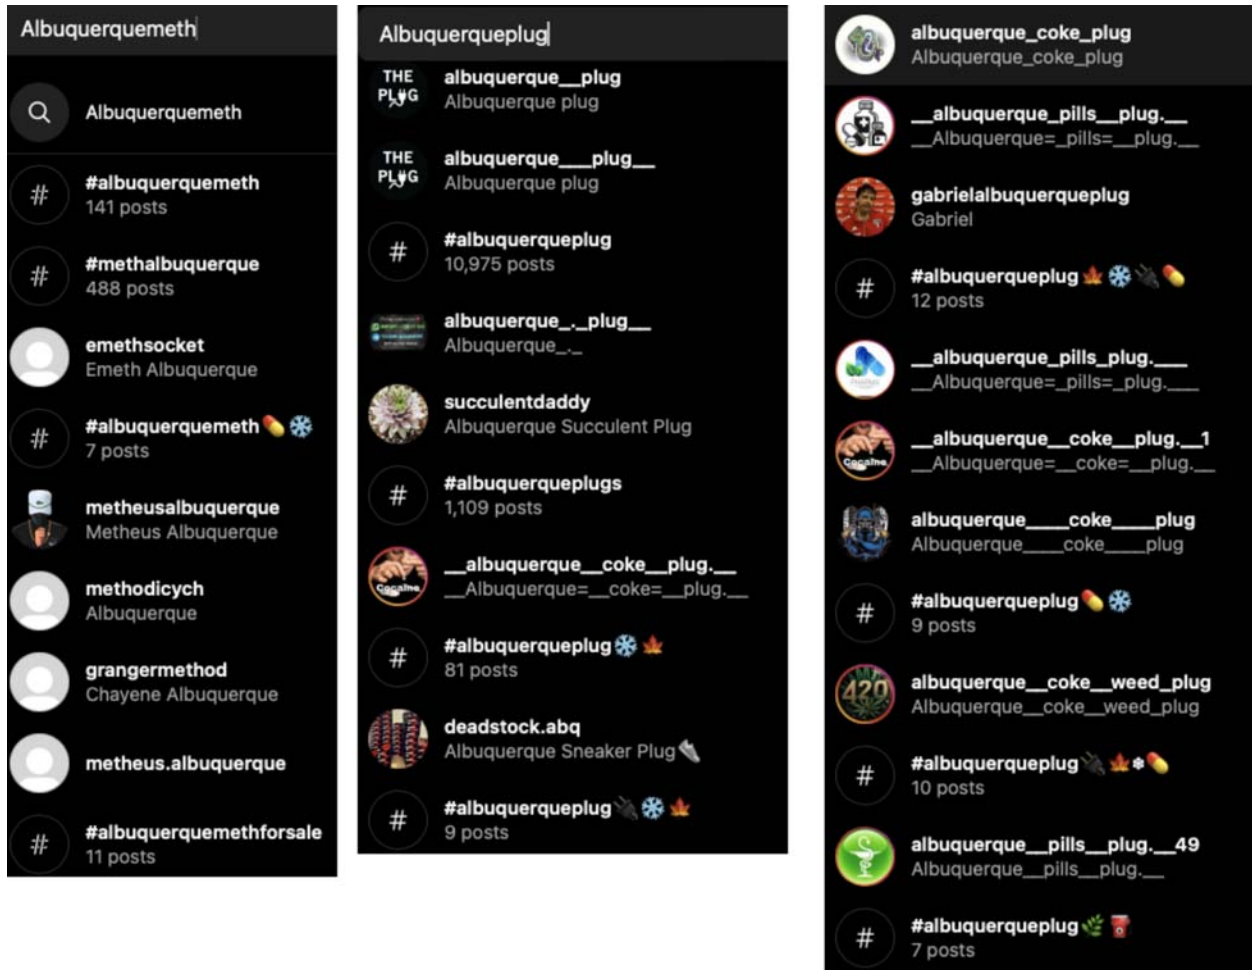 Albuquerquemeth
Albuquerquemeth
#albuquerquemeth
141 posts
#methalbuquerque
488 posts
emethsocket
Emeth Albuquerque
#albuquerquemeth💊❄️
7 posts
metheusalbuquerque
Metheus Albuquerque
methodicych
Albuquerque
grangermethod
Chayene Albuquerque
metheus.albuquerque
#albuquerquemethforsale
11 posts
Albuquerqueplug
THE
PLUG
albuquerque__plug
Albuquerque plug
THE
PLUG
albuquerque___plug__
Albuquerque plug
#albuquerqueplug
10,975 posts
albuquerque_._plug__
Albuquerque_._
succulentdaddy
Albuquerque Succulent Plug
#albuquerqueplugs
1,109 posts
Cocaine
__albuquerque__coke__plug.__
__Albuquerque=__coke=__plug.__
#albuquerqueplug❄️🍁
81 posts
deadstock.abq
Albuquerque Sneaker Plug👟
#albuquerqueplug🔌❄️🍁
9 posts
albuquerque_coke_plug
Albuquerque_coke_plug
__albuquerque_pills__plug.__
__Albuquerque=_pills=__plug.__
gabrielalbuquerqueplug
Gabriel
#albuquerqueplug🍁❄️🔌💊
12 posts
__albuquerque_pills_plug.___
__Albuquerque=_pills=_plug.___
Cocaine
__albuquerque__coke__plug.__1
__Albuquerque=__coke=__plug.__
albuquerque____coke____plug
Albuquerque____coke____plug
#albuquerqueplug💊❄️
9 posts
420
albuquerque__coke__weed_plug
Albuquerque__coke__weed_plug
#albuquerqueplug🔌🍁❄💊
10 posts
albuquerque__pills__plug.__49
Albuquerque__pills__plug.__
#albuquerqueplug🌿
7 posts